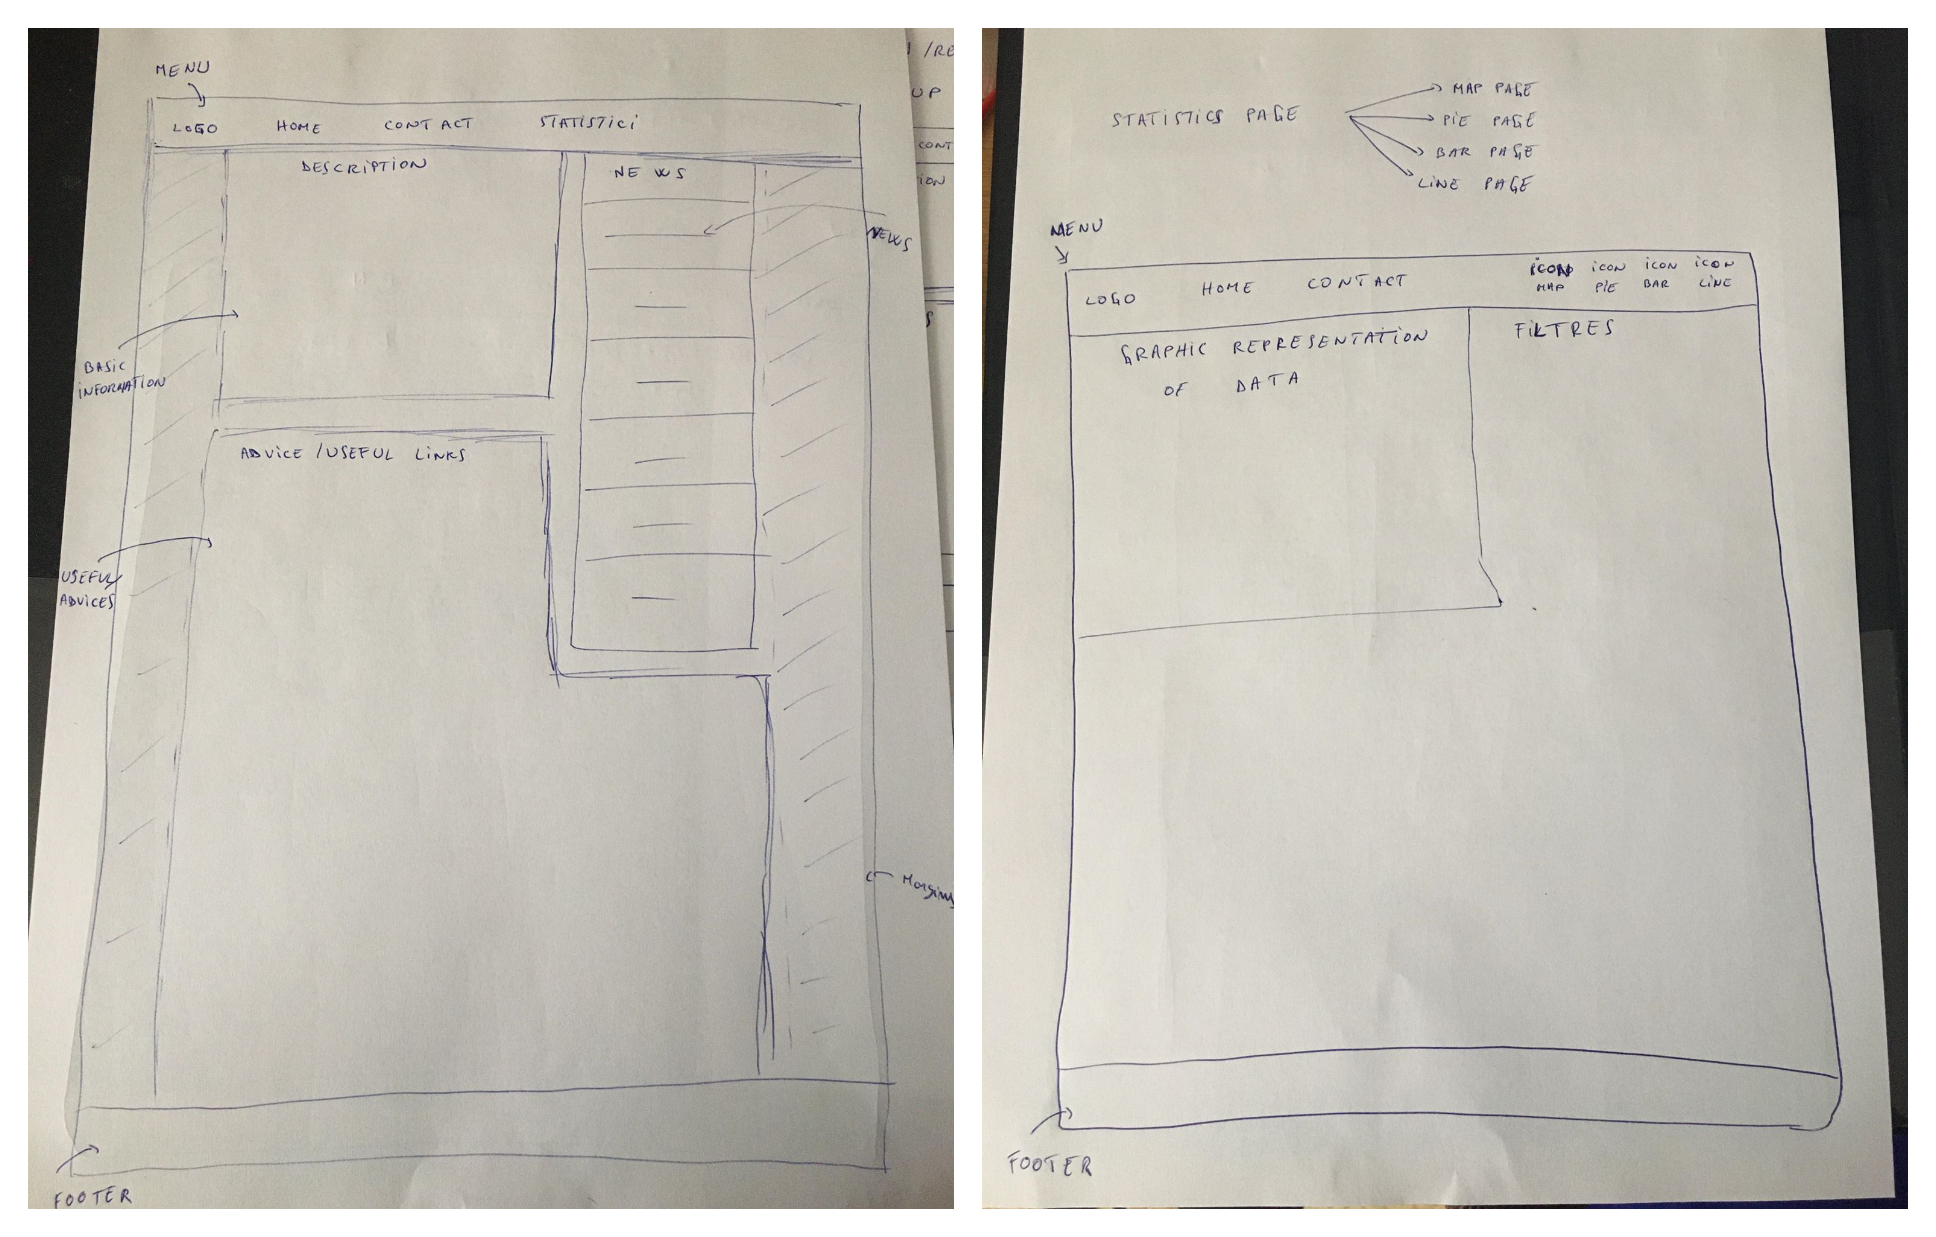 MENU
LOGO HOME CONTACT STATISTICI
DESCRIPTION
NEWS
NEWS
BASIC
INFORMATION
ADVICE /USEFUL LINKS
USEFUL
ADVICES
Margins
FOOTER
/RE
UP
CONT
ION
S
STATISTICS PAGE
MAP PAGE
PIE PAGE
BAR PAGE
LINE PAGE
MENU
LOGO HOME CONTACT
ICON
MAP
ICON
PIE
ICON
BAR
ICON
LINE
GRAPHIC REPRESENTATION
OF DATA
FILTRES
FOOTER